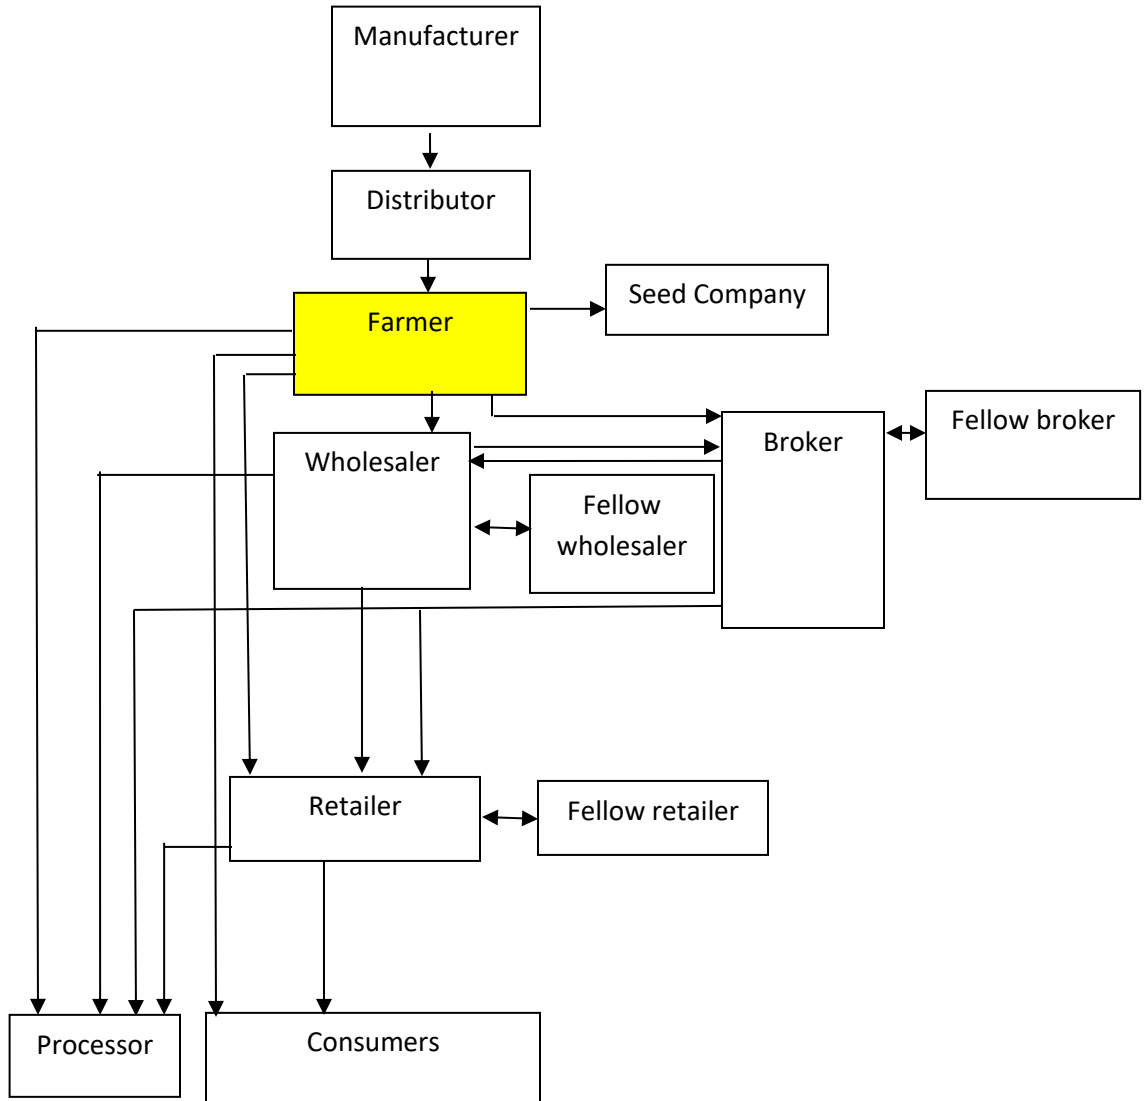 Manufacturer
Distributor
Seed Company
Farmer
Fellow broker
Broker
Wholesaler
Fellow
wholesaler
Retailer
Fellow retailer
Processor
Consumers